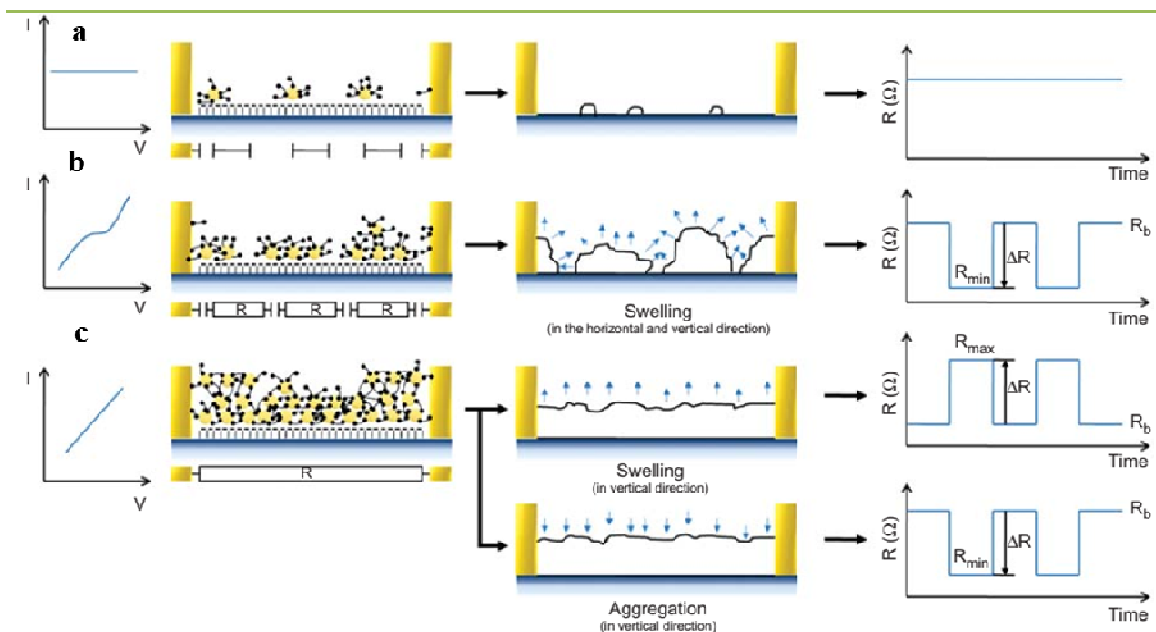 a
I
V
R (Ω)
Time
b
I
V
R
R
R
Swelling
(in the horizontal and vertical direction)
R (Ω)
R_b
R_min
ΔR
Time
c
I
V
R
Swelling
(in vertical direction)
R (Ω)
R_max
ΔR
R_b
Time
Aggregation
(in vertical direction)
R (Ω)
R_b
R_min
ΔR
Time